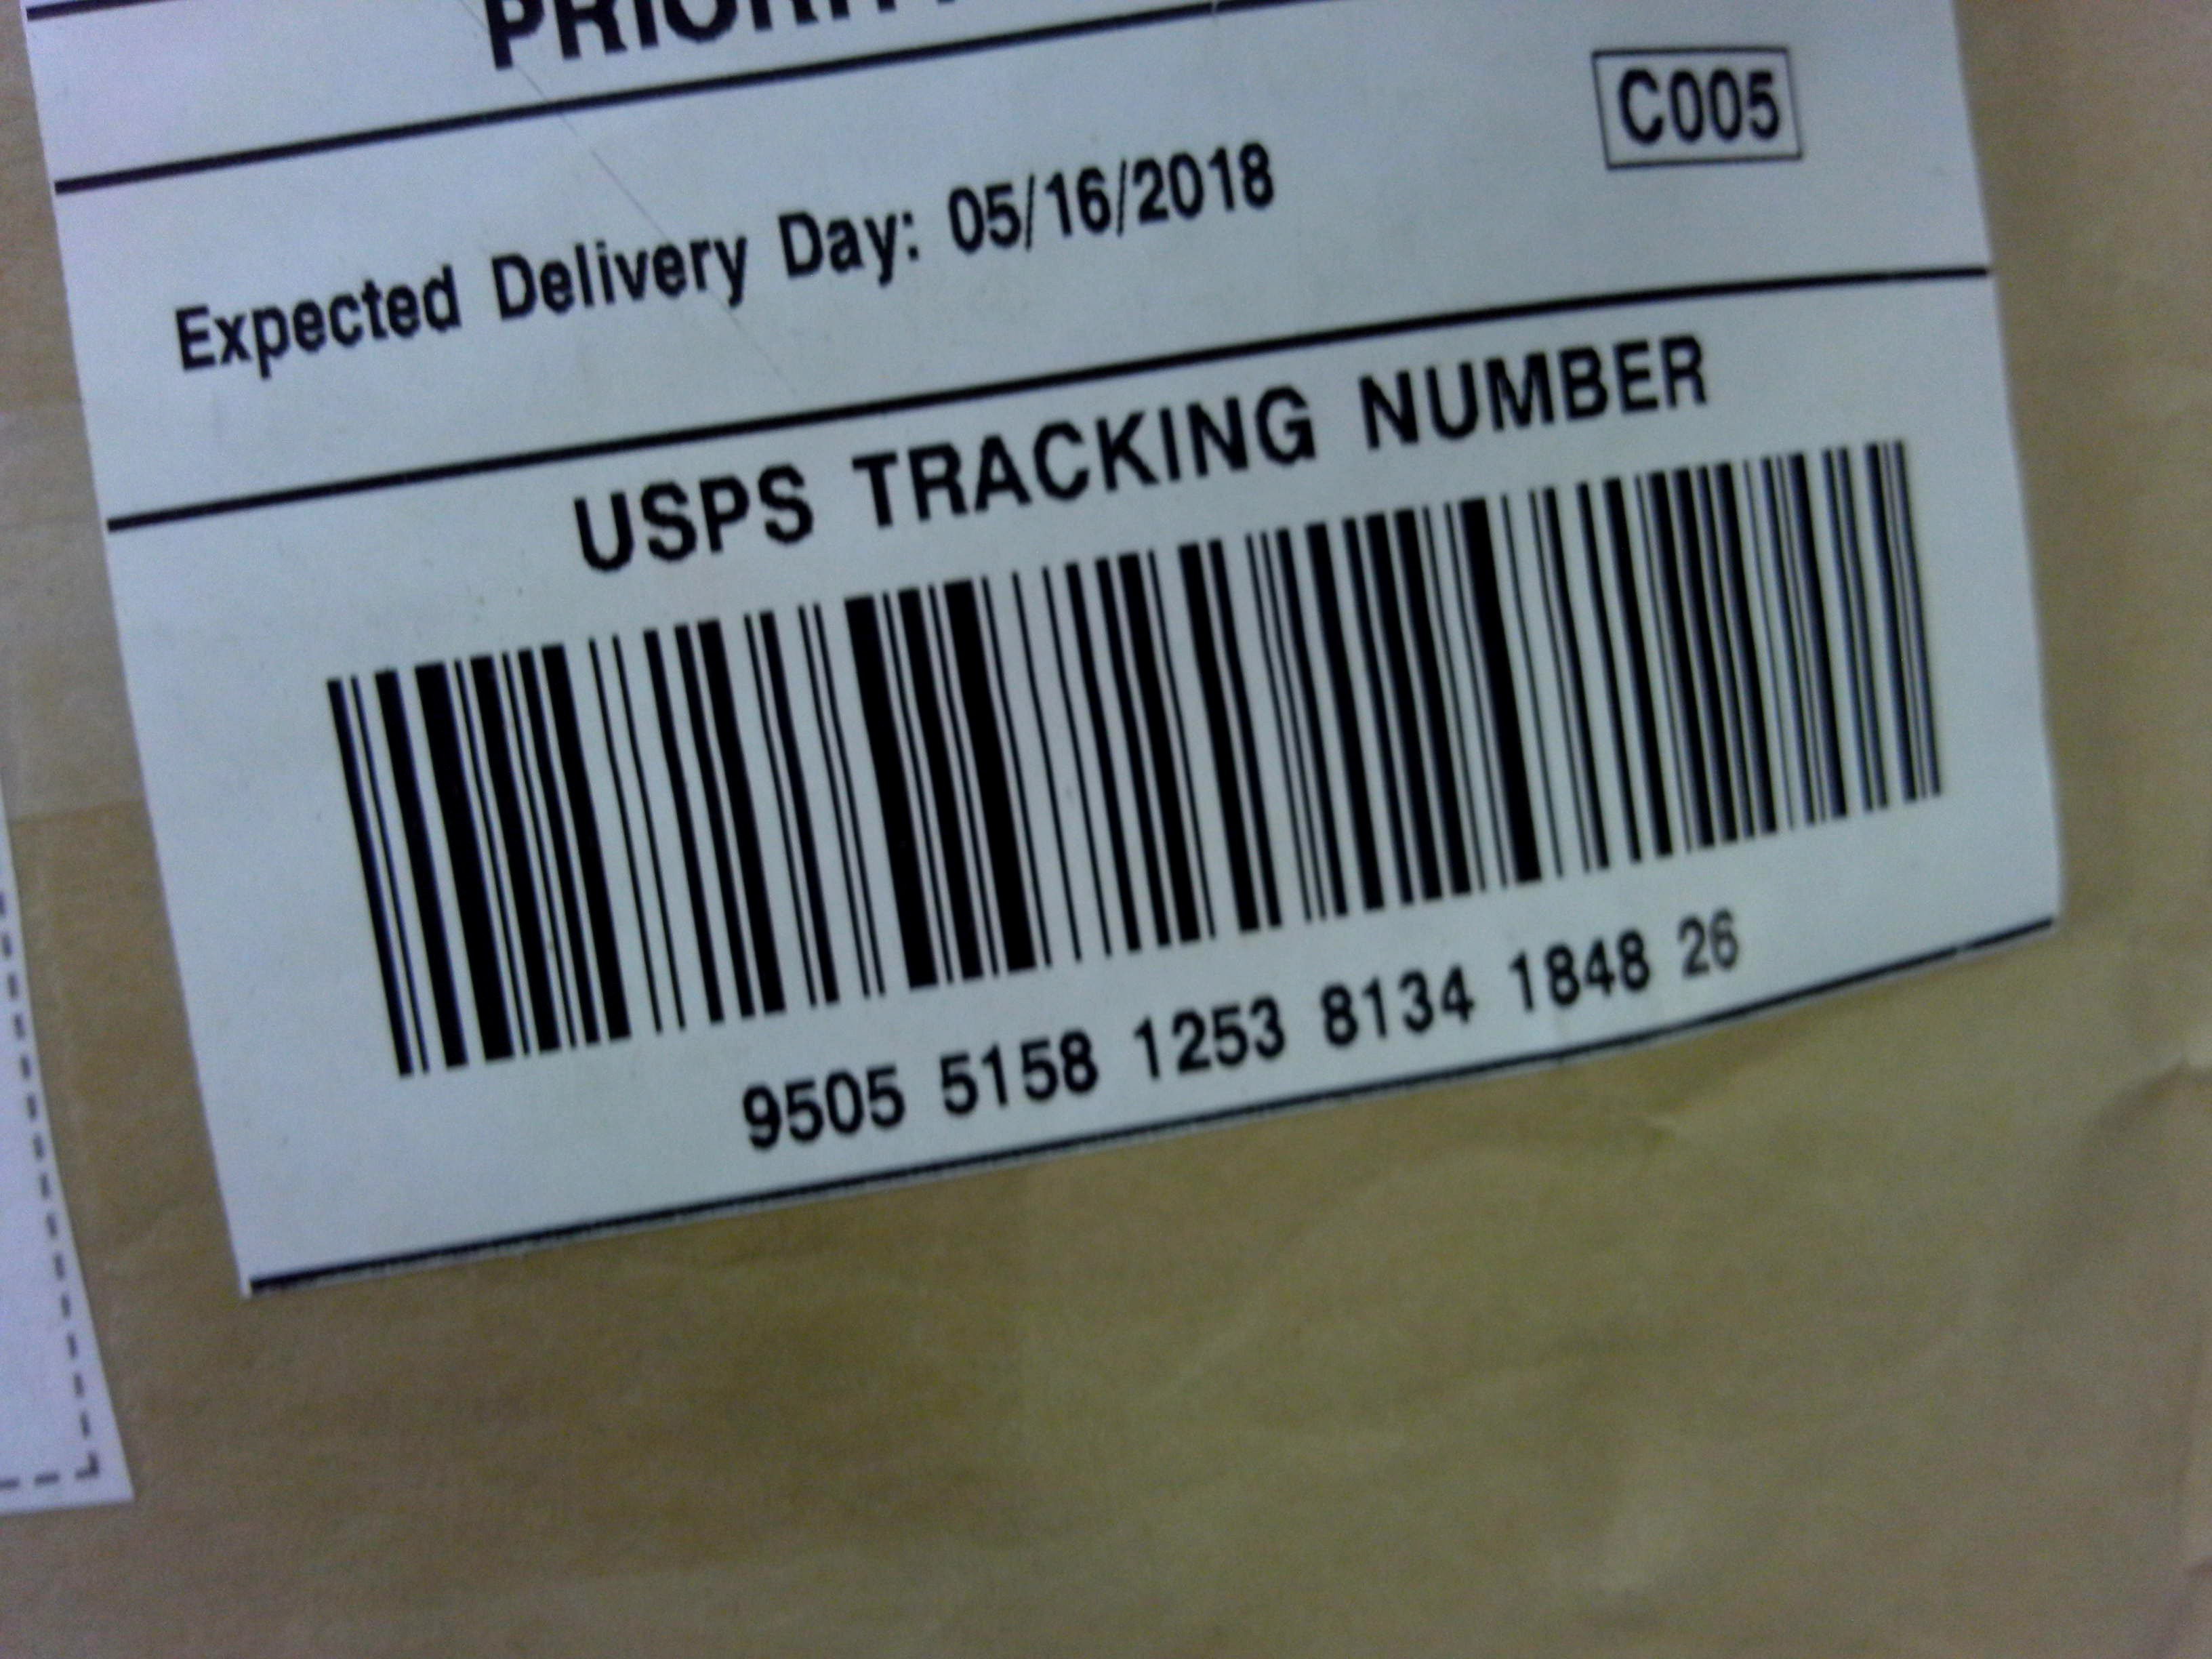 C005
Expected Delivery Day: 05/16/2018
USPS TRACKING NUMBER
9505 5158 1253 8134 1848 26